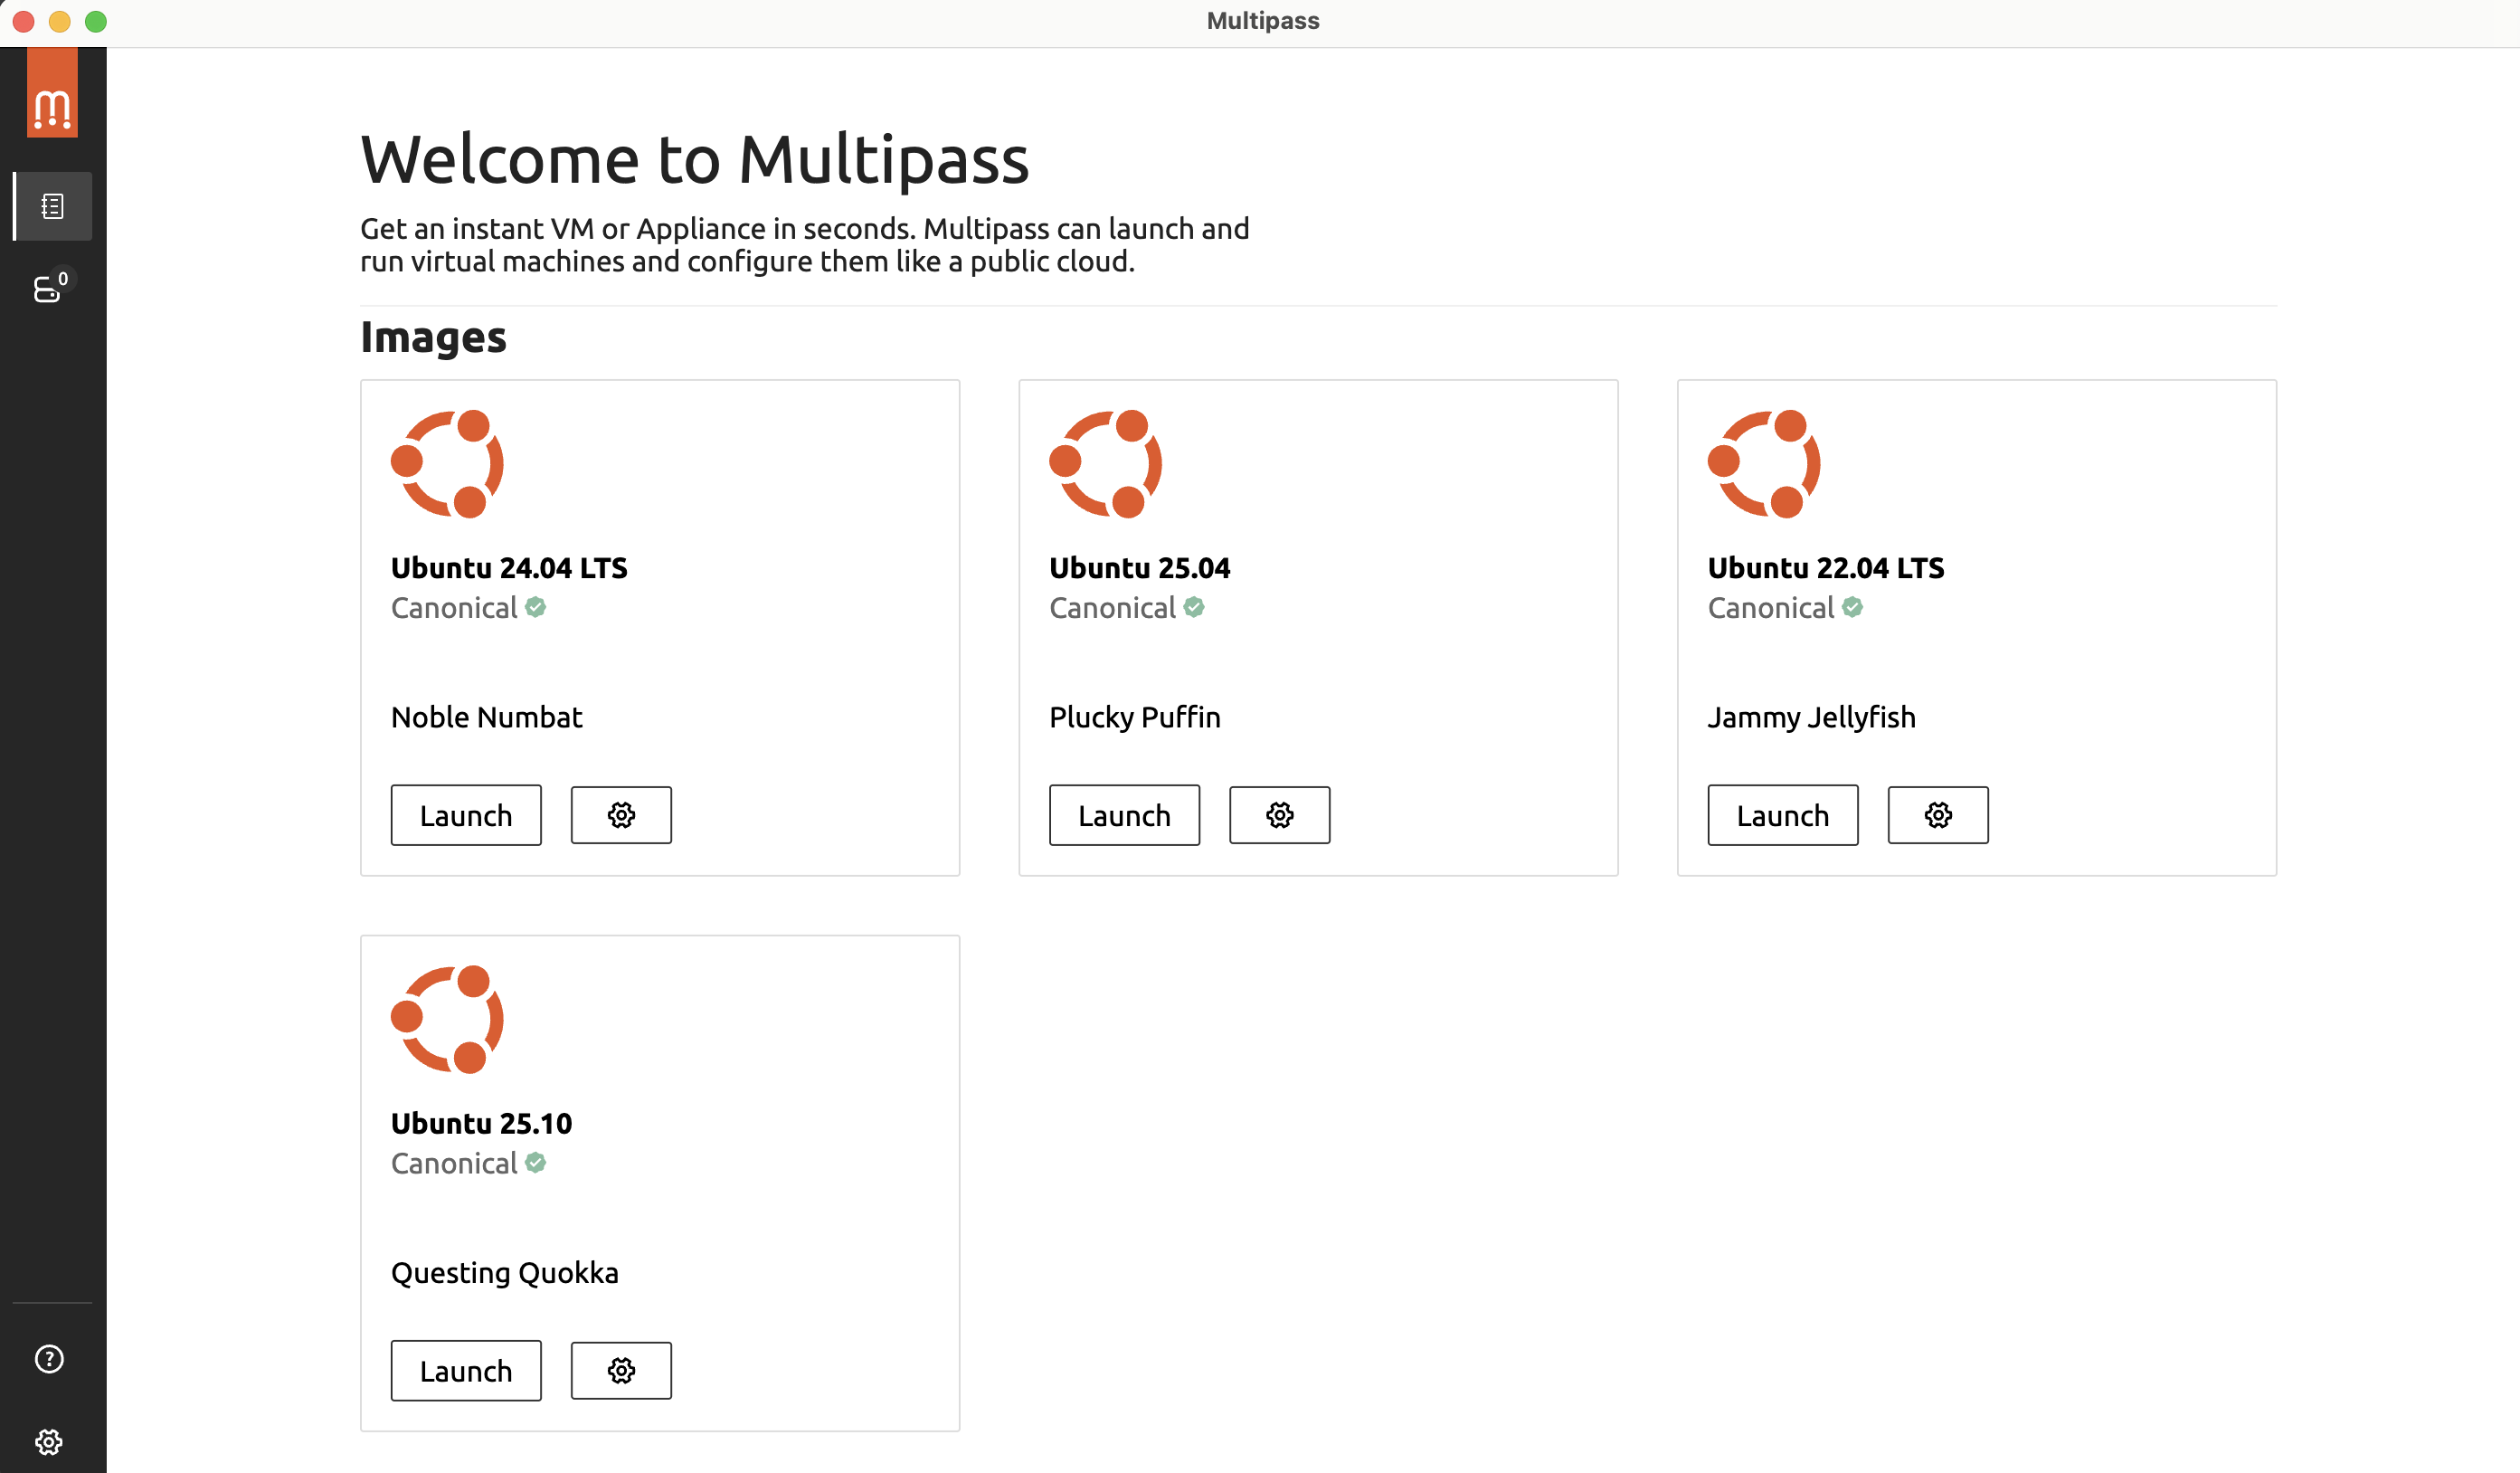 Multipass
0
Welcome to Multipass
Get an instant VM or Appliance in seconds. Multipass can launch and
run virtual machines and configure them like a public cloud.
Images
Ubuntu 24.04 LTS
Canonical
Noble Numbat
Launch
Ubuntu 25.04
Canonical
Plucky Puffin
Launch
Ubuntu 22.04 LTS
Canonical
Jammy Jellyfish
Launch
Ubuntu 25.10
Canonical
Questing Quokka
Launch